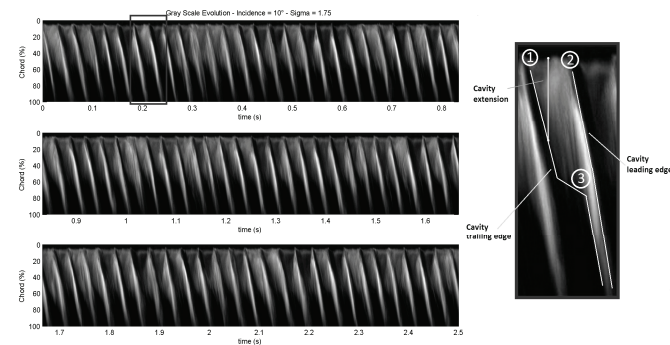 Gray Scale Evolution - Incidence = 10° - Sigma = 1.75
Chord (%)
0
20
40
60
80
100
0 0.1 0.2 0.3 0.4 0.5 0.6 0.7 0.8
time (s)
Chord (%)
0
20
40
60
80
100
0.9 1 1.1 1.2 1.3 1.4 1.5 1.6
time (s)
Chord (%)
0
20
40
60
80
100
1.7 1.8 1.9 2 2.1 2.2 2.3 2.4 2.5
time (s)
1 2
Cavity
extension
3
Cavity
leading edge
Cavity
trailing edge